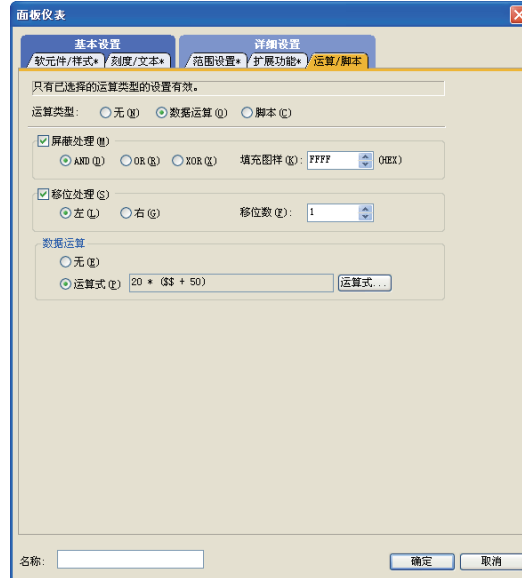 面板仪表
基本设置 详细设置
软元件/样式* 刻度/文本* 范围设置* 扩展功能* 运算/脚本
只有已选择的运算类型的设置有效。
运算类型: 无(N) 数据运算(O) 脚本(C)
屏蔽处理(M)
AND(D) OR(R) XOR(X) 填充图样(K): FFFF (HEX)
移位处理(S)
左(L) 右(G) 移位数(F): 1
数据运算
无(E)
运算式(P) 20 * ($$ + 50) 运算式...
名称: 确定 取消